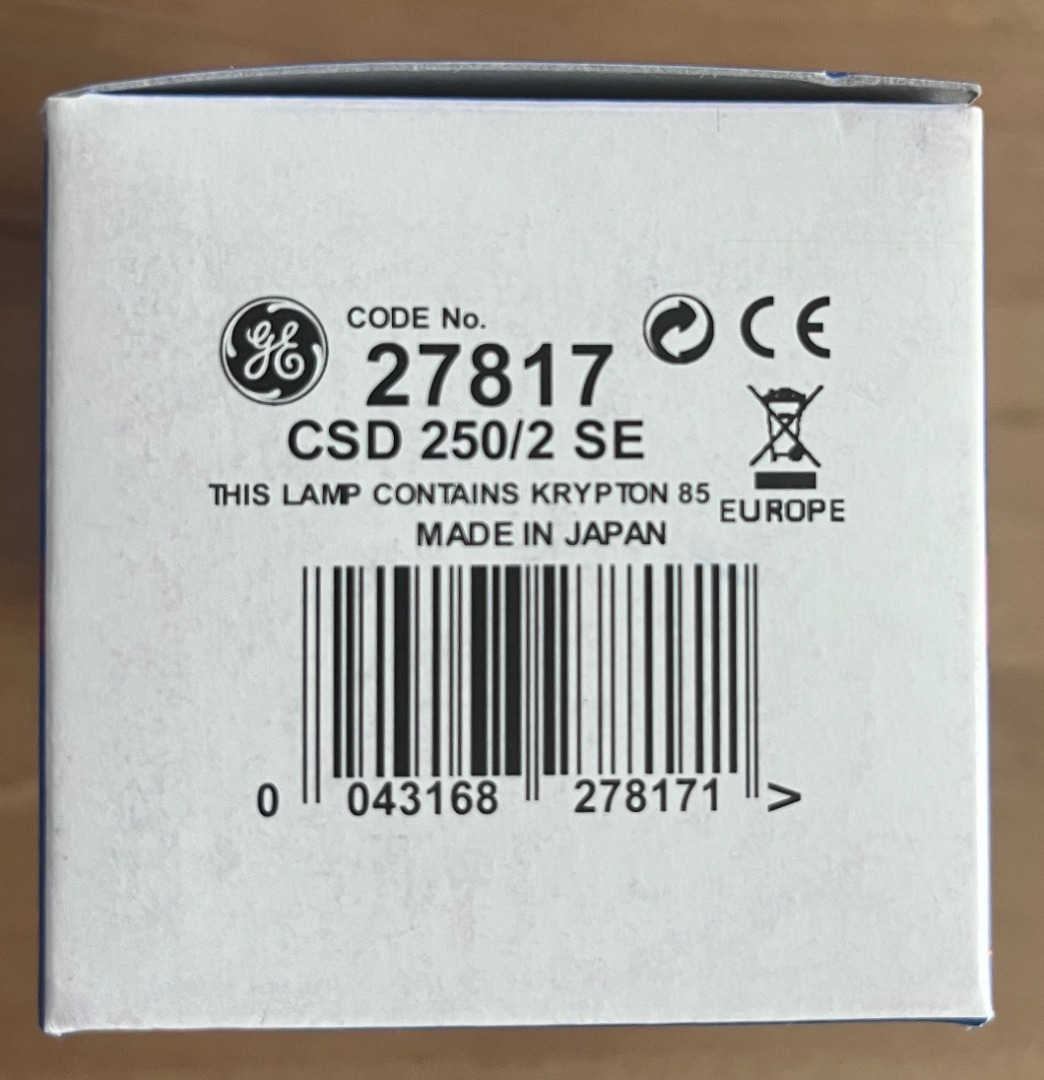 GE
CODE No.
27817
CSD 250/2 SE
THIS LAMP CONTAINS KRYPTON 85
MADE IN JAPAN
CE
EUROPE
0 043168 278171 >